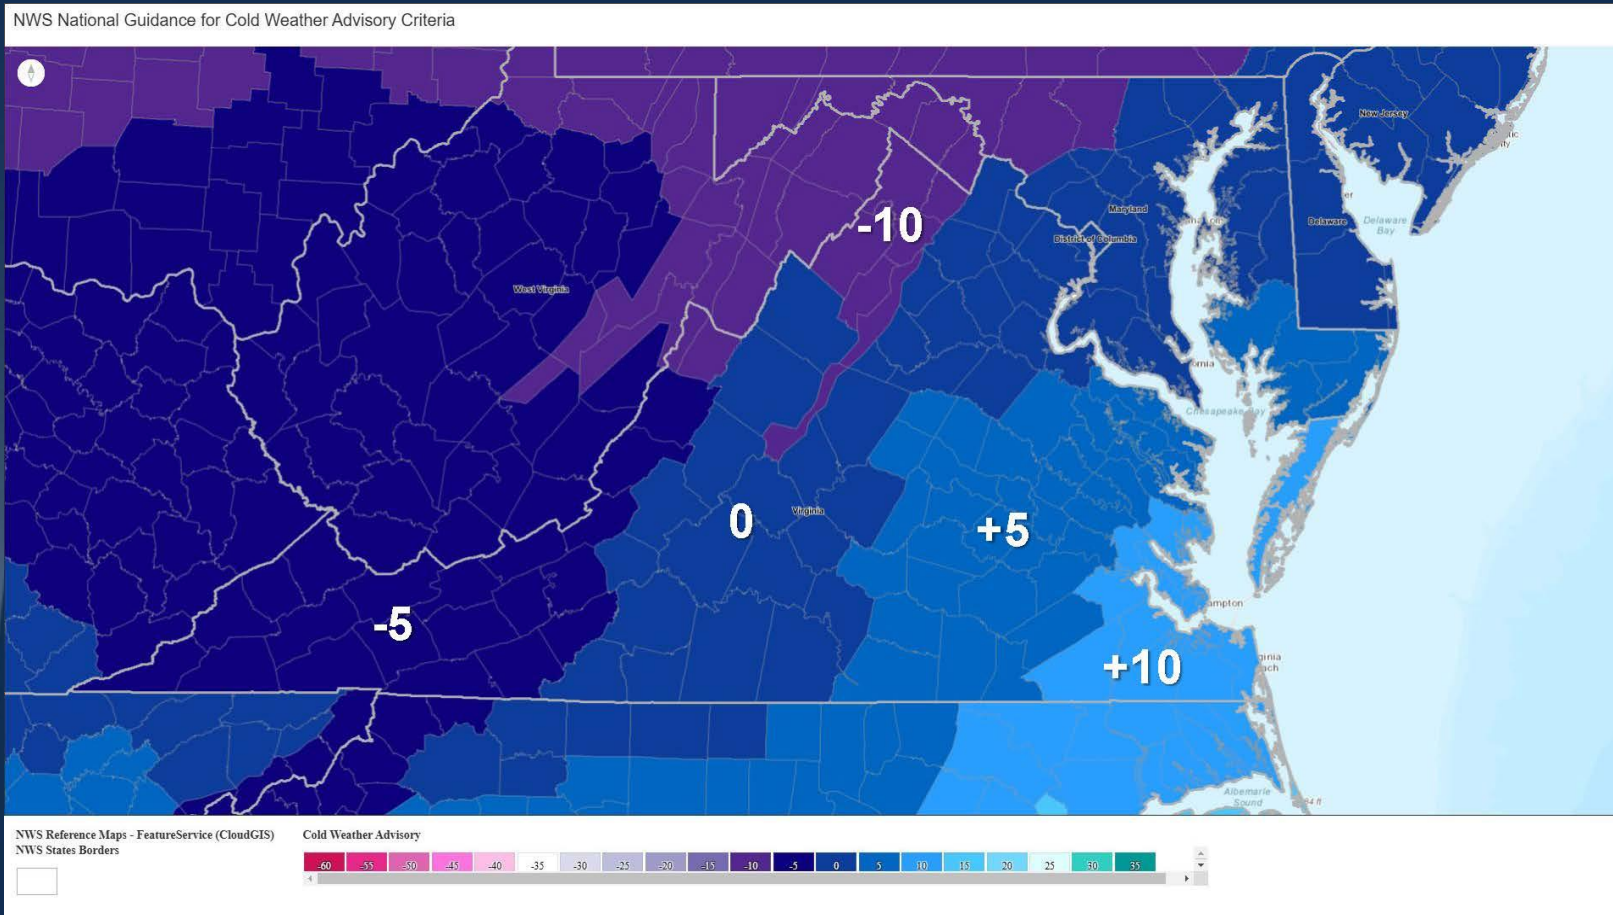 NWS National Guidance for Cold Weather Advisory Criteria
New Jersey
Maryland
-10
Delaware
Delaware
Bay
District of Columbia
West Virginia
Chesapeake
0
Virginia
+5
-5
+10
Albemarle
Sound
NWS Reference Maps - FeatureService (CloudGIS)
NWS States Borders
Cold Weather Advisory
-60 -55 -50 -45 -40 -35 -30 -25 -20 -15 -10 -5 0 5 10 15 20 25 30 35